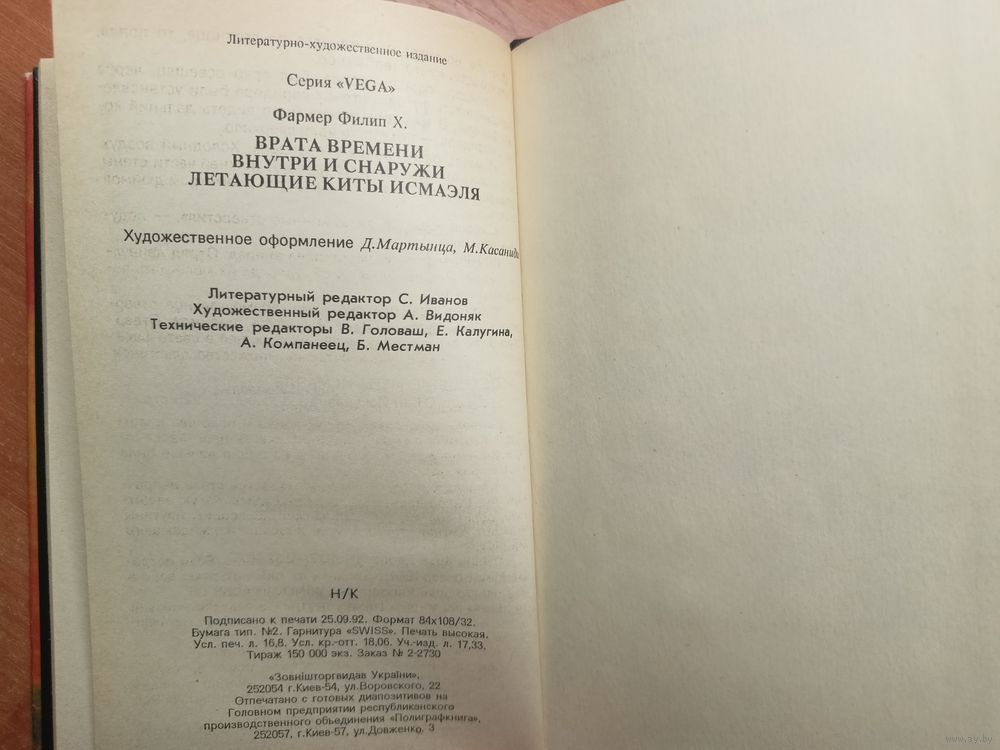 Литературно-художественное издание
Серия «VEGA»
Фармер Филип Х.
ВРАТА ВРЕМЕНИ
ВНУТРИ И СНАРУЖИ
ЛЕТАЮЩИЕ КИТЫ ИСМАЭЛЯ
Художественное оформление Д.Мартынца, М.Касаниди
Литературный редактор С. Иванов
Художественный редактор А. Видоняк
Технические редакторы В. Головаш, Е. Калугина,
А. Компанеец, Б. Местман
Н/К
Подписано к печати 25.09.92. Формат 84х108/32.
Бумага тип. №2. Гарнитура «SWISS». Печать высокая.
Усл. печ. л. 16,8. Усл. кр.-отт. 18,06. Уч.-изд. л. 17,33.
Тираж 150 000 экз. Заказ № 2-2730
«Зовнішторгвидав України»,
252054 г.Киев-54, ул.Воровского, 22
Отпечатано с готовых диапозитивов на
Головном предприятии республиканского
производственного объединения «Полиграфкнига»,
252057, г.Киев-57, ул.Довженко, 3
www.ay.by